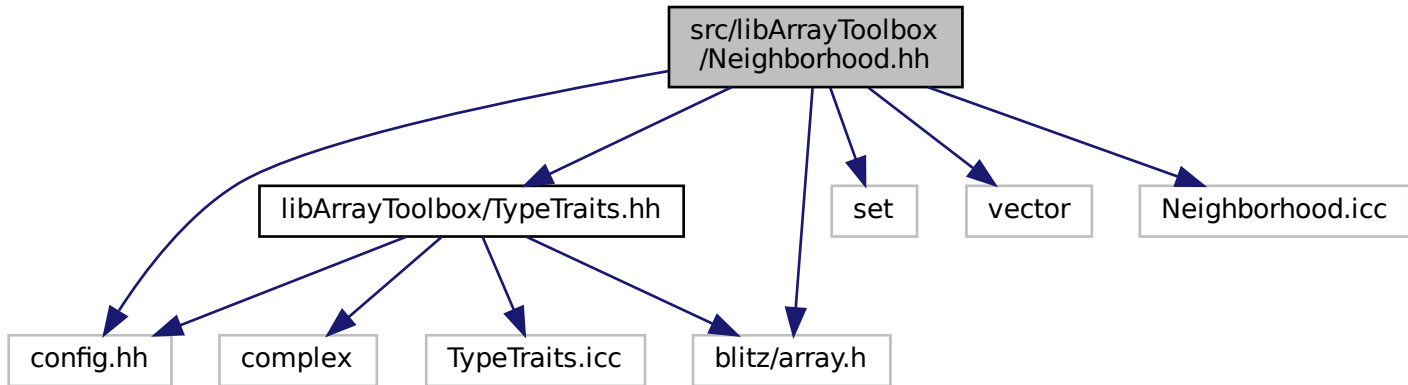 src/libArrayToolbox
/Neighborhood.hh
libArrayToolbox/TypeTraits.hh
set
vector
Neighborhood.icc
config.hh
complex
TypeTraits.icc
blitz/array.h